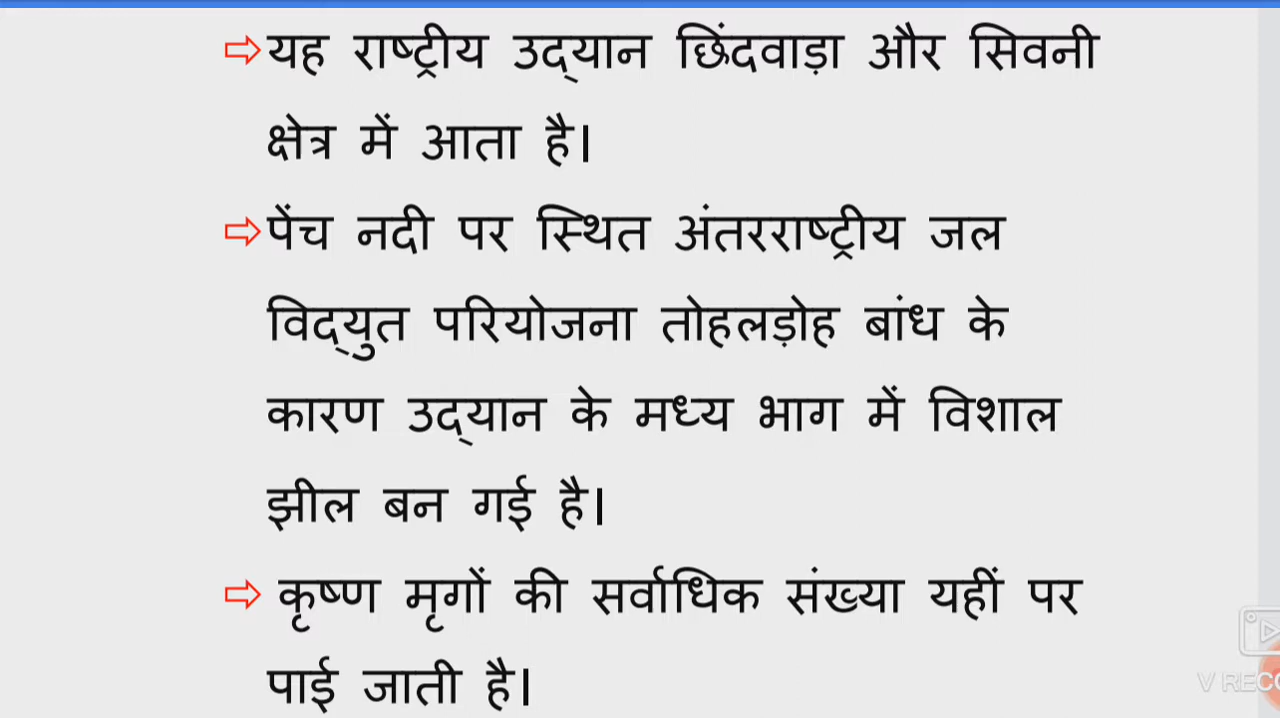 ⇨यह राष्ट्रीय उद्यान छिंदवाड़ा और सिवनी
क्षेत्र में आता है।
⇨पेंच नदी पर स्थित अंतरराष्ट्रीय जल
विद्युत परियोजना तोहलड़ोह बांध के
कारण उद्यान के मध्य भाग में विशाल
झील बन गई है।
⇨ कृष्ण मृगों की सर्वाधिक संख्या यहीं पर
पाई जाती है।